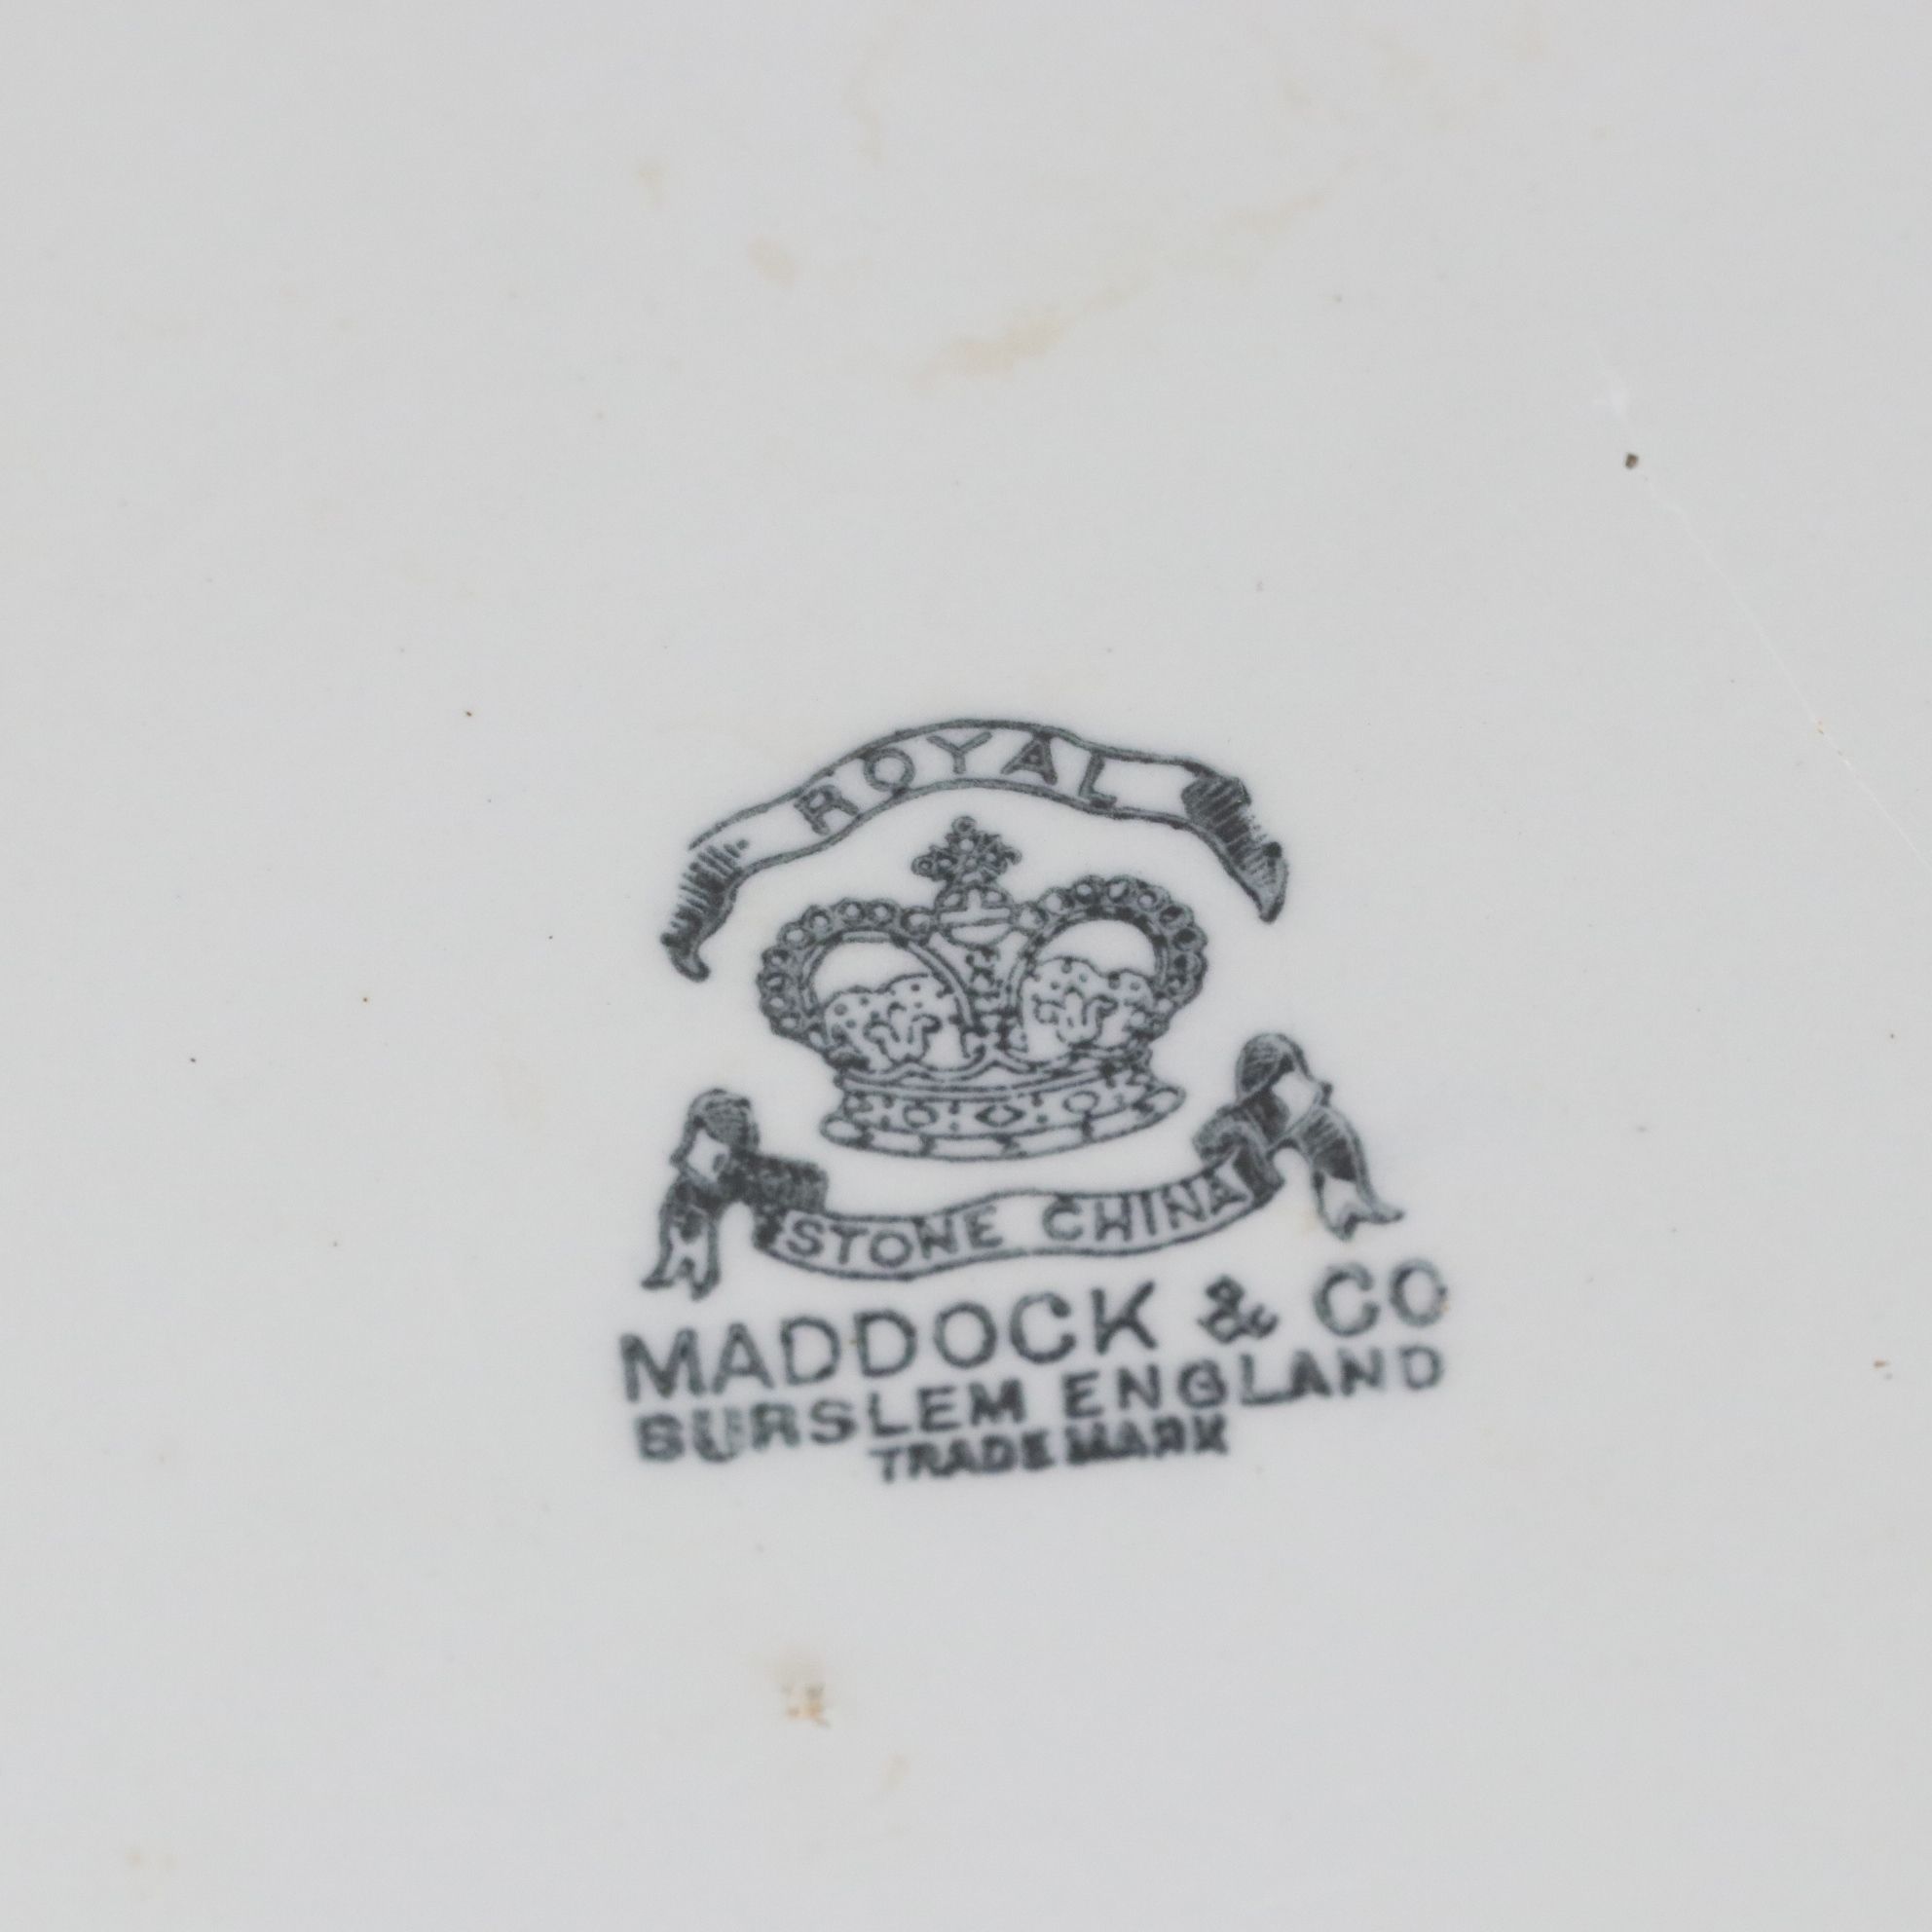 ROYAL
STONE CHINA
MADDOCK & CO
BURSLEM ENGLAND
TRADE MARK